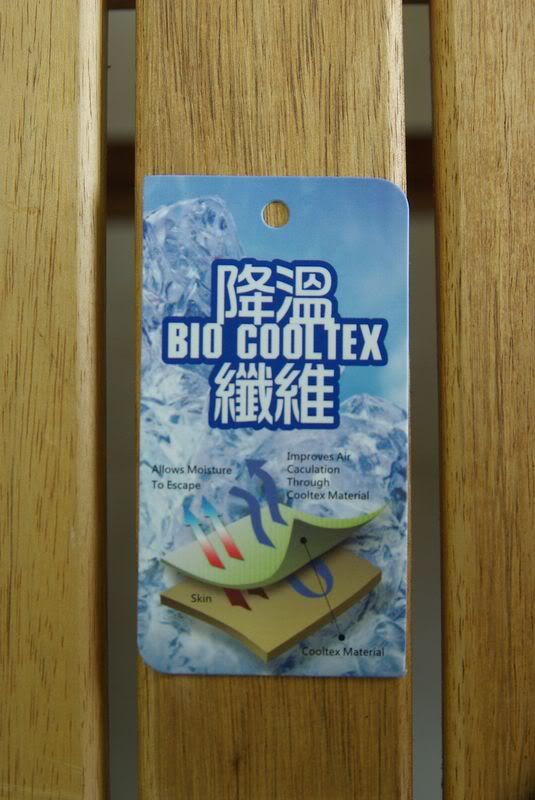 降溫
BIO COOLTEX
纖維
Allows Moisture
To Escape
Improves Air
Caculation
Through
Cooltex Material
Skin
Cooltex Material